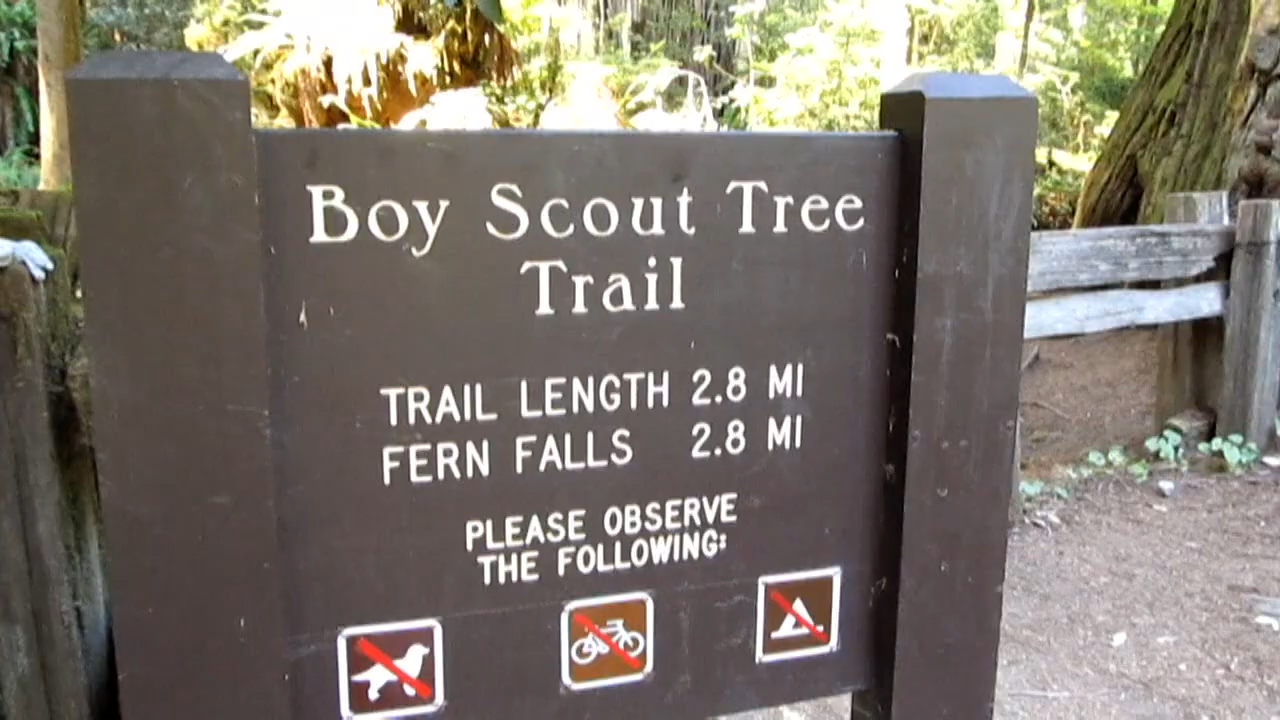 Boy Scout Tree
Trail
TRAIL LENGTH 2.8 MI
FERN FALLS 2.8 MI
PLEASE OBSERVE
THE FOLLOWING: